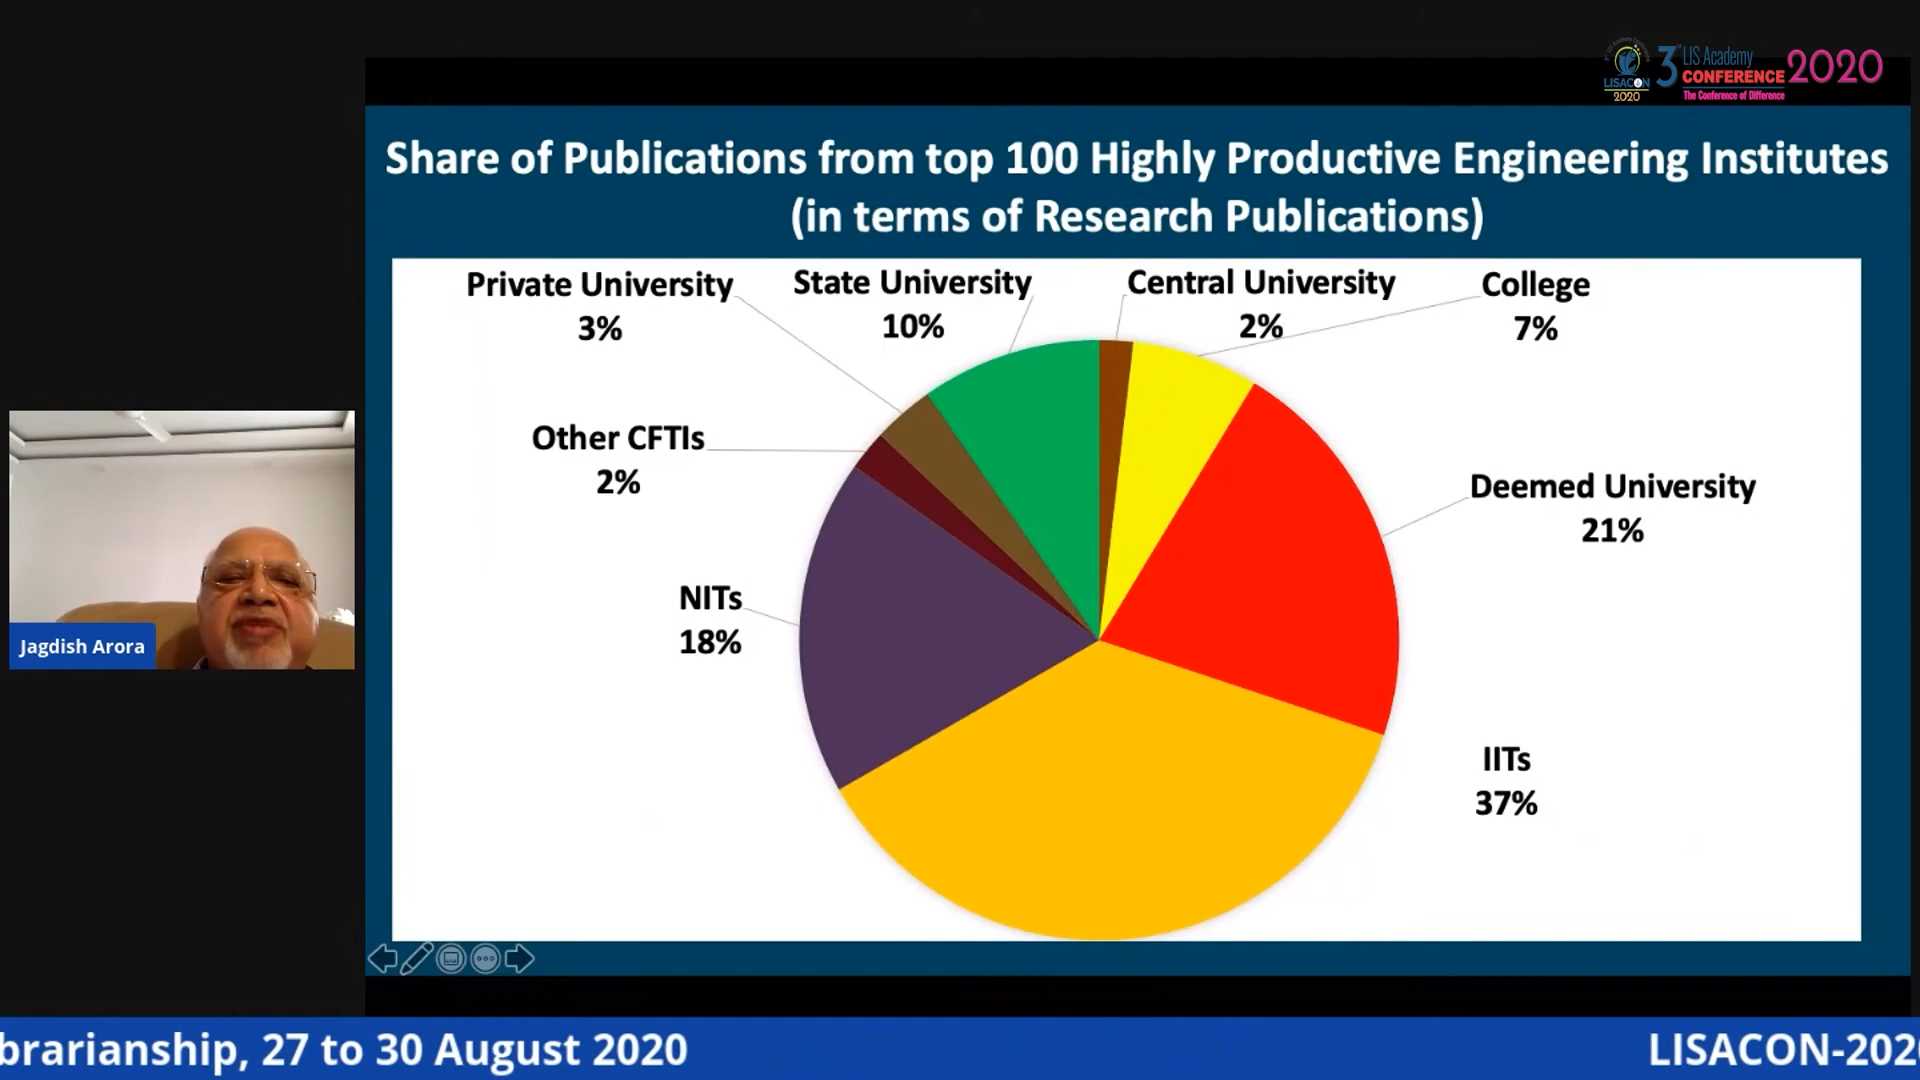 LISACON
2020
3rd LIS Academy
CONFERENCE 2020
The Conference of Difference
Share of Publications from top 100 Highly Productive Engineering Institutes
(in terms of Research Publications)
Private University
3%
State University
10%
Central University
2%
College
7%
Other CFTIs
2%
Deemed University
21%
NITs
18%
IITs
37%
Jagdish Arora
brarianship, 27 to 30 August 2020
LISACON-202